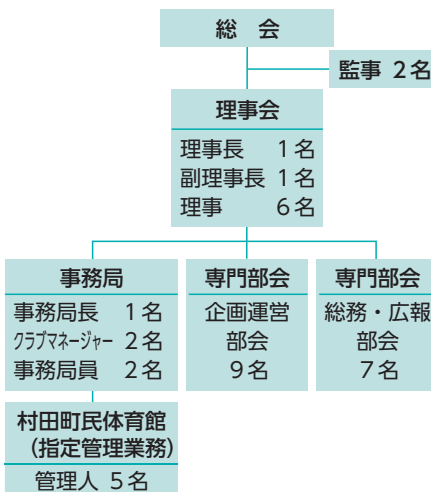 総　会
監事 2名
理事会
理事長　1名
副理事長 1名
理事　6名
事務局
事務局長　1名
クラブマネージャー 2名
事務局員　2名
専門部会
企画運営
部会
9名
専門部会
総務・広報
部会
7名
村田町民体育館
（指定管理業務）
管理人 5名